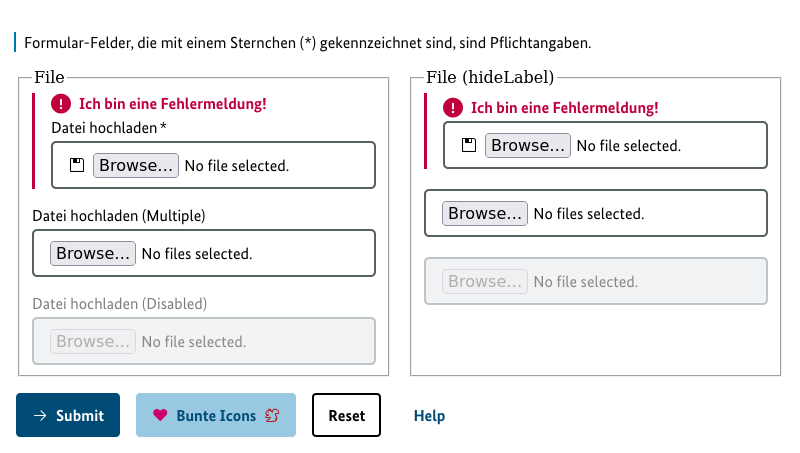 Formular-Felder, die mit einem Sternchen (*) gekennzeichnet sind, sind Pflichtangaben.
File
Ich bin eine Fehlermeldung!
Datei hochladen*
Browse... No file selected.
Datei hochladen (Multiple)
Browse... No files selected.
Datei hochladen (Disabled)
Browse... No file selected.
File (hideLabel)
Ich bin eine Fehlermeldung!
Browse... No file selected.
Browse... No files selected.
Browse... No file selected.
Submit Bunte Icons Reset Help